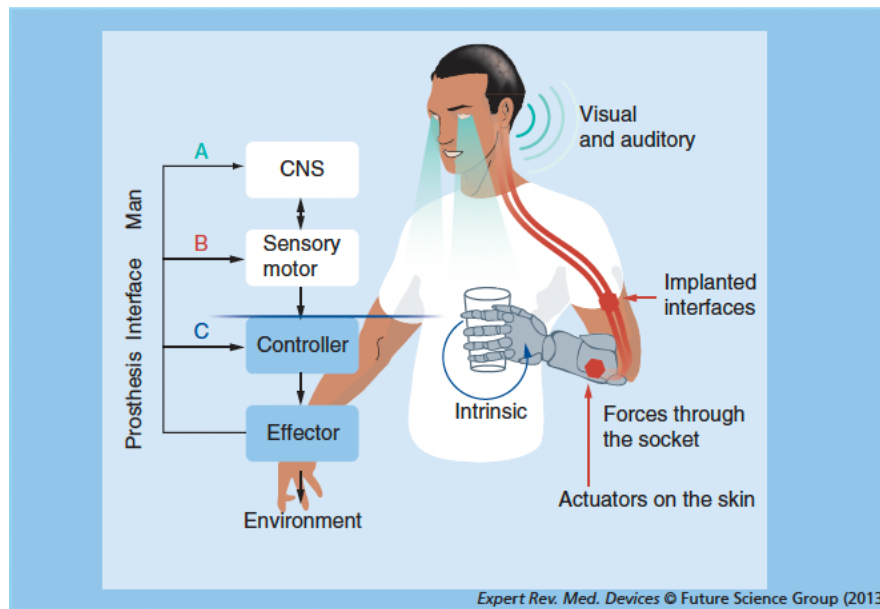 A
CNS
B
Sensory
motor
C
Controller
Effector
Environment
Prosthesis Interface Man
Visual
and auditory
Implanted
interfaces
Intrinsic
Forces through
the socket
Actuators on the skin
Expert Rev. Med. Devices © Future Science Group (2013